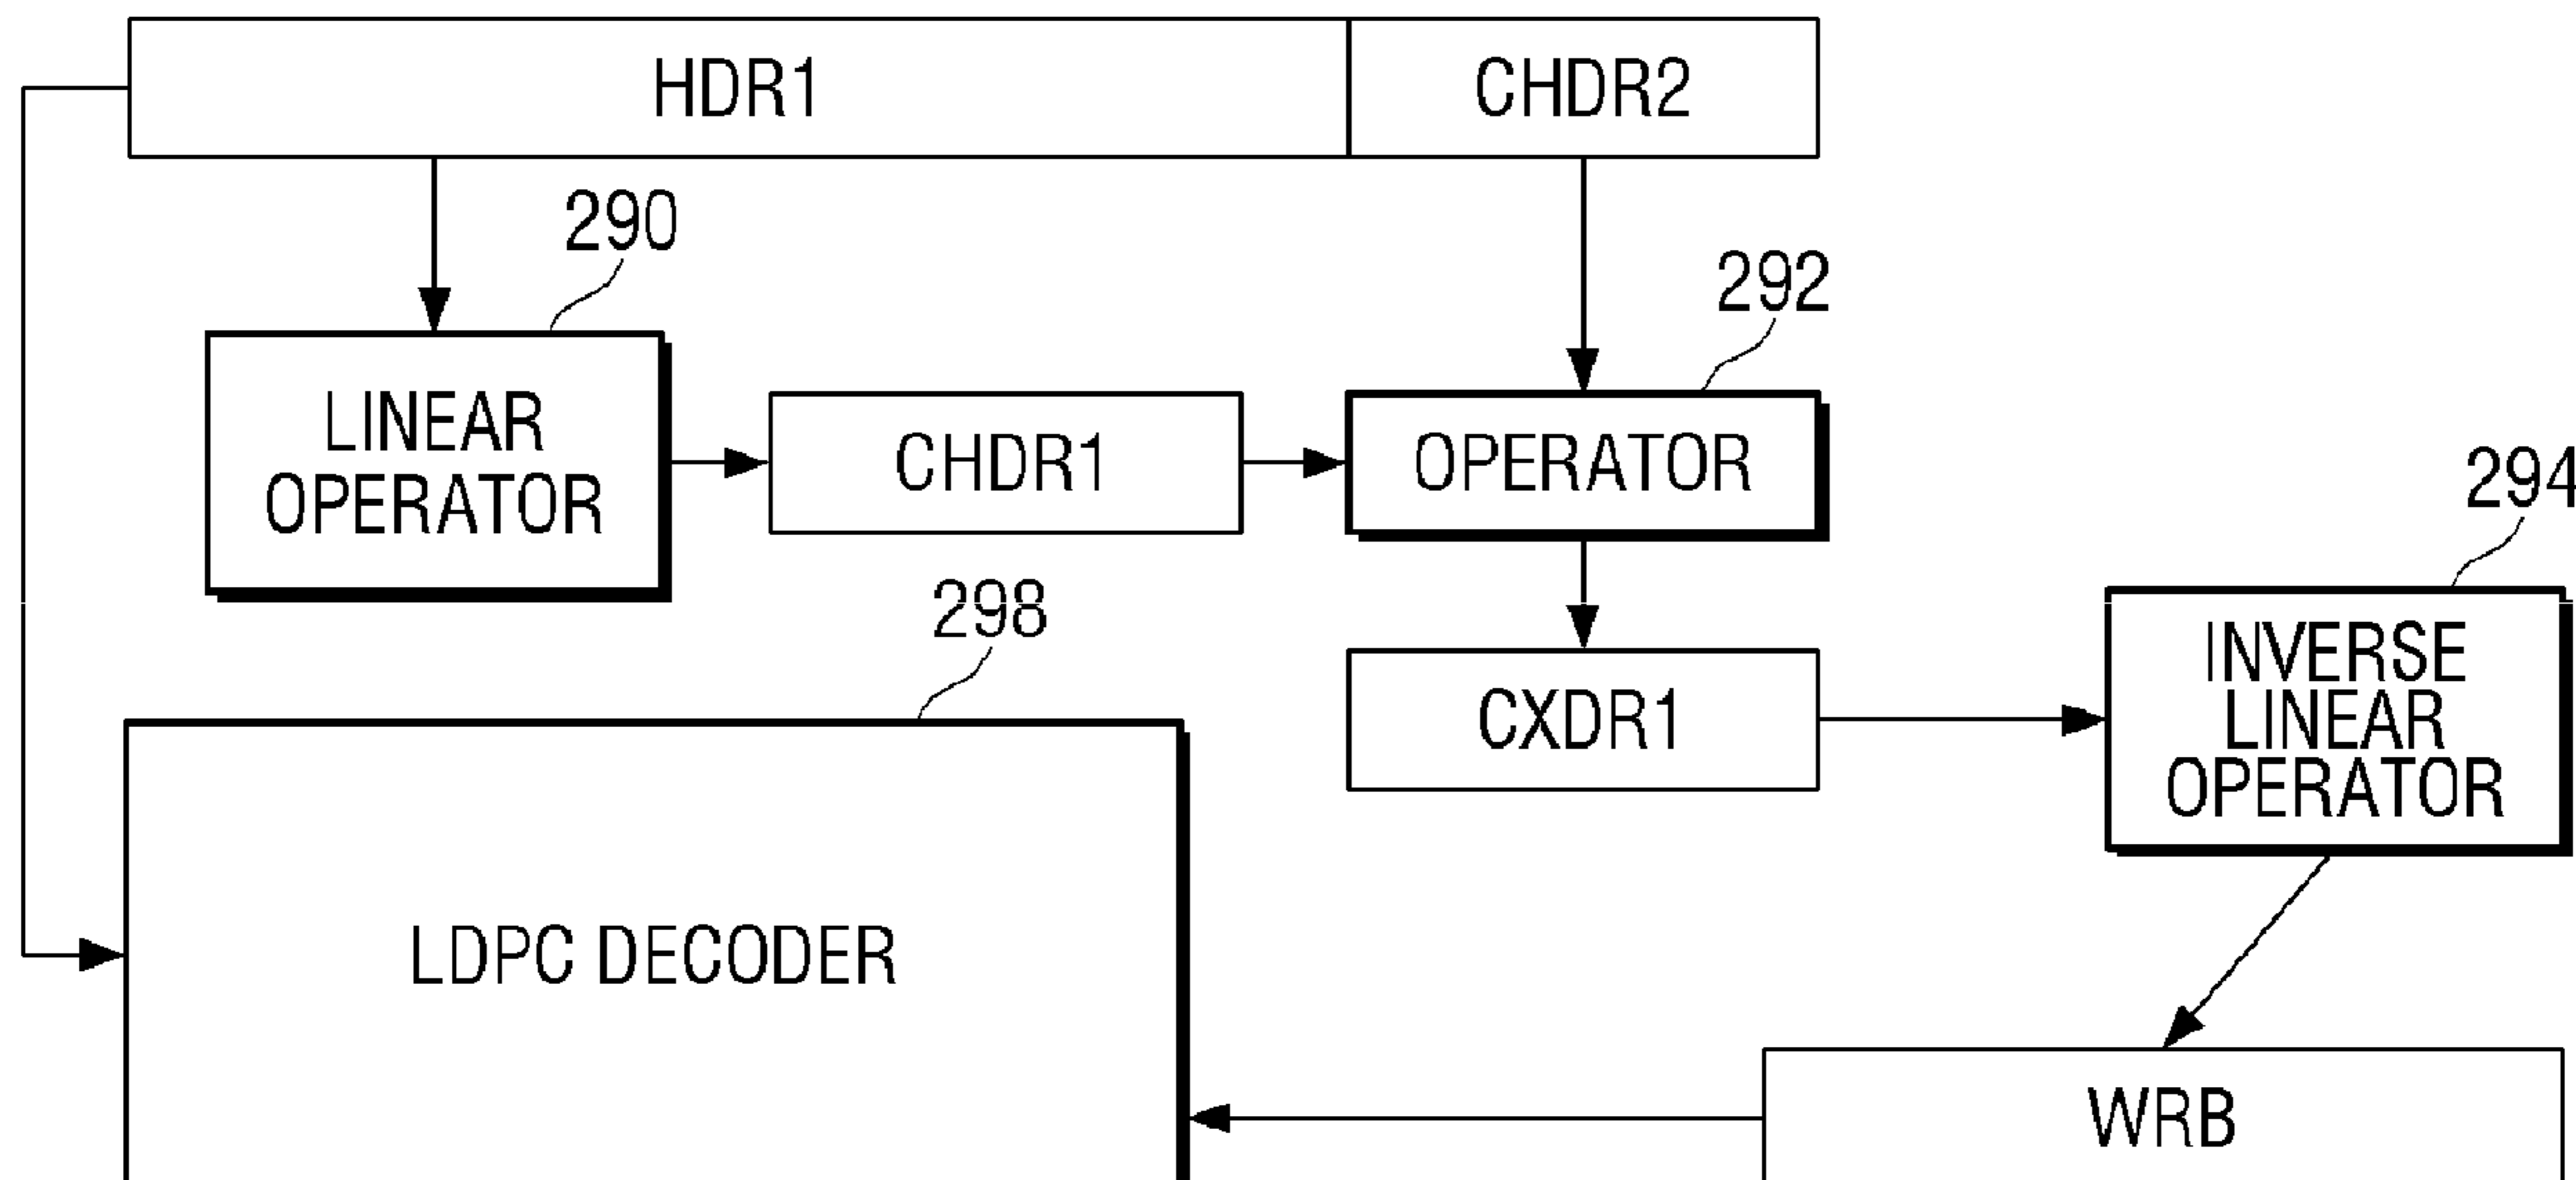 HDR1
CHDR2
290
292
LINEAR
OPERATOR
CHDR1
OPERATOR
294
298
CXDR1
INVERSE
LINEAR
OPERATOR
LDPC DECODER
WRB